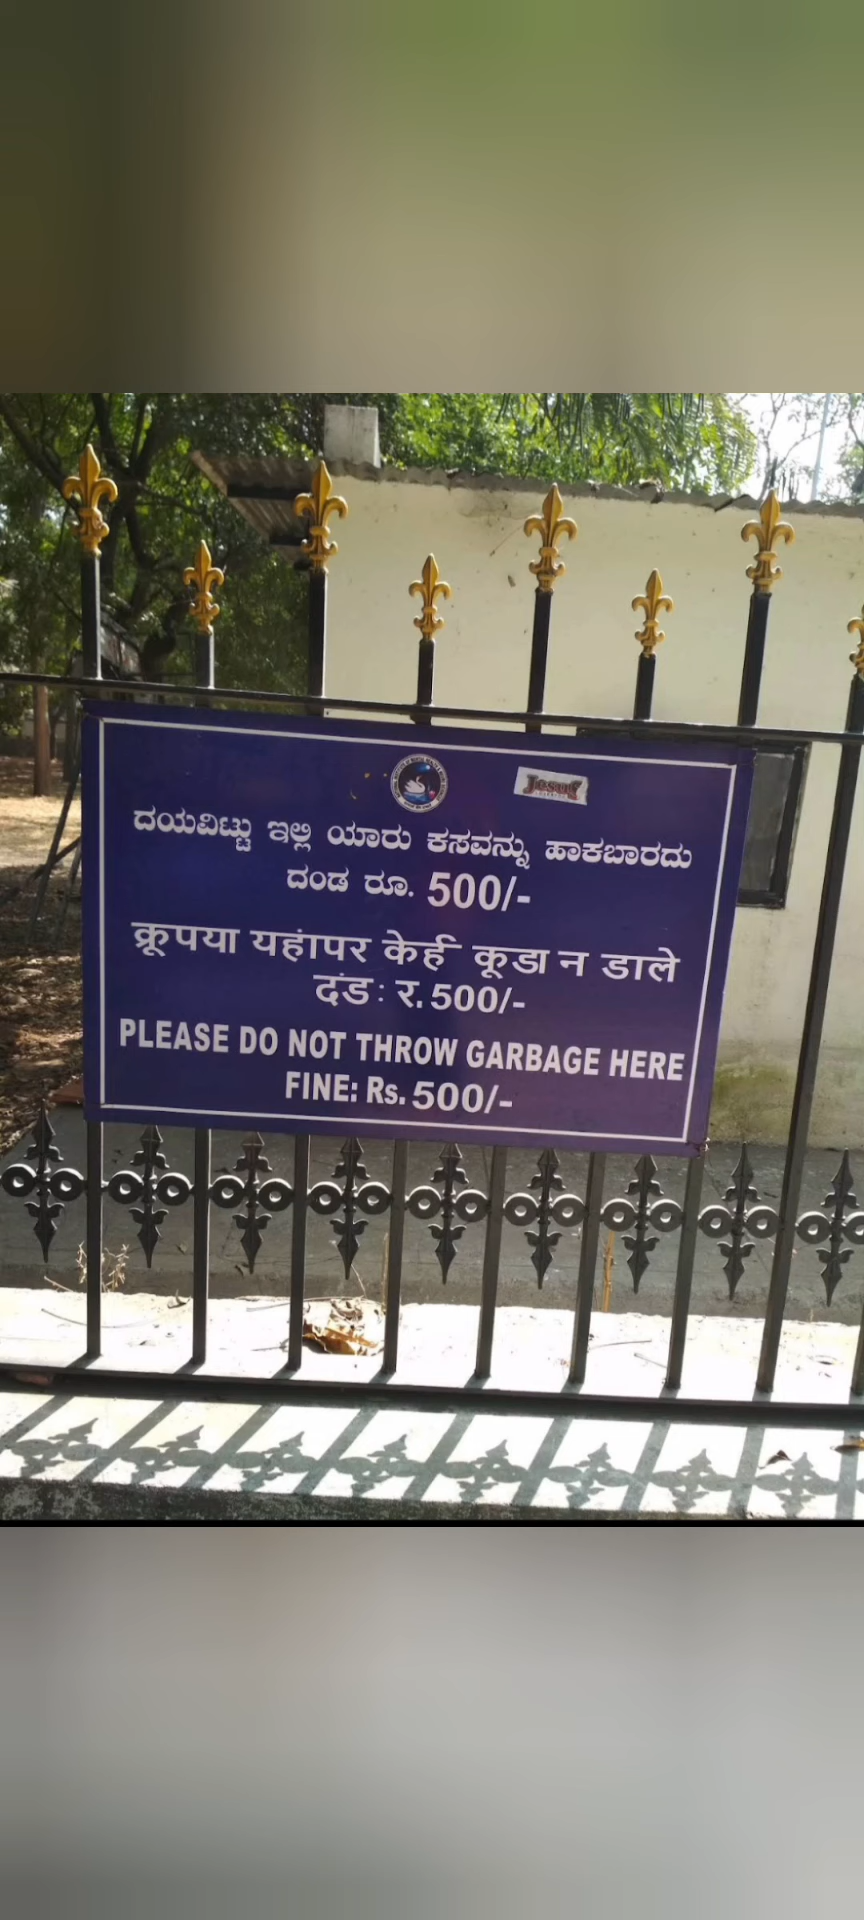 Jesus
ದಯವಿಟ್ಟು ಇಲ್ಲಿ ಯಾರು ಕಸವನ್ನು ಹಾಕಬಾರದು
ದಂಡ ರೂ. 500/-
क्रूपया यहांपर केर्ह कूडा न डाले
दंड: र. 500/-
PLEASE DO NOT THROW GARBAGE HERE
FINE: Rs. 500/-